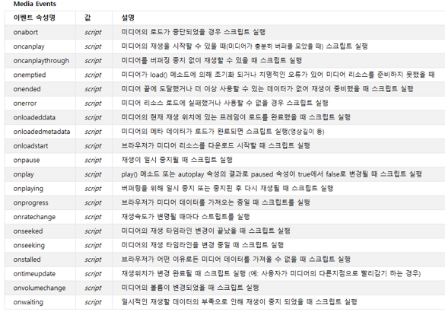 Media Events
이벤트 속성명 값 설명
onabort script 미디어의 로드가 중단되었을 경우 스크립트 실행
oncanplay script 미디어의 재생을 시작할 수 있을 때(미디어가 충분히 버퍼를 모았을 때) 스크립트 실행
oncanplaythrough script 미디어를 버퍼링 중지 없이 재생할 수 있을 때 스크립트 실행
onemptied script 미디어가 load() 메소드에 의해 초기화 되거나 치명적인 오류가 있어 미디어 리소스를 준비하지 못했을 때
onended script 미디어 끝에 도달했거나 더 이상 사용할 수 있는 데이터가 없어 재생이 중지했을 때 스크립트 실행
onerror script 미디어 리소스 로드에 실패했거나 사용할 수 없을 경우 스크립트 실행
onloadeddata script 미디어의 현재 재생 위치에 있는 프레임이 로드를 완료했을 때 스크립트 실행
onloadedmetadata script 미디어의 메타 데이터가 로드가 완료되면 스크립트 실행(영상길이 등)
onloadstart script 브라우저가 미디어 리소스를 다운로드 시작할 때 스크립트 실행
onpause script 재생이 일시 중지될 때 스크립트 실행
onplay script play() 메소드 또는 autoplay 속성의 결과로 paused 속성이 true에서 false로 변경될 때 스크립트 실행
onplaying script 버퍼링을 위해 일시 중지 또는 중지된 후 다시 재생될 때 스크립트 실행
onprogress script 브라우저가 미디어 데이터를 가져오는 중일 때 스크립트를 실행
onratechange script 재생속도가 변명될 때마다 스트립트를 실행
onseeked script 미디어의 재생 타임라인 변경이 끝났을 때 스크립트 실행
onseeking script 미디어의 재생 타임라인을 변경 중일 때 스크립트 실행
onstalled script 브라우저가 어떤 이유로든 미디어 데이터를 가져올 수 없을 때 스크립트 실행
ontimeupdate script 재생위치가 변경 완료될 때 스크립트 실행 (예: 사용자가 미디어의 다른지점으로 빨리감기 하는 경우)
onvolumechange script 미디어의 볼륨이 변경되었을 때 스크립트 실행
onwaiting script 일시적인 재생할 데이터의 부족으로 인해 재생이 중지 되었을 때 스크립트 실행